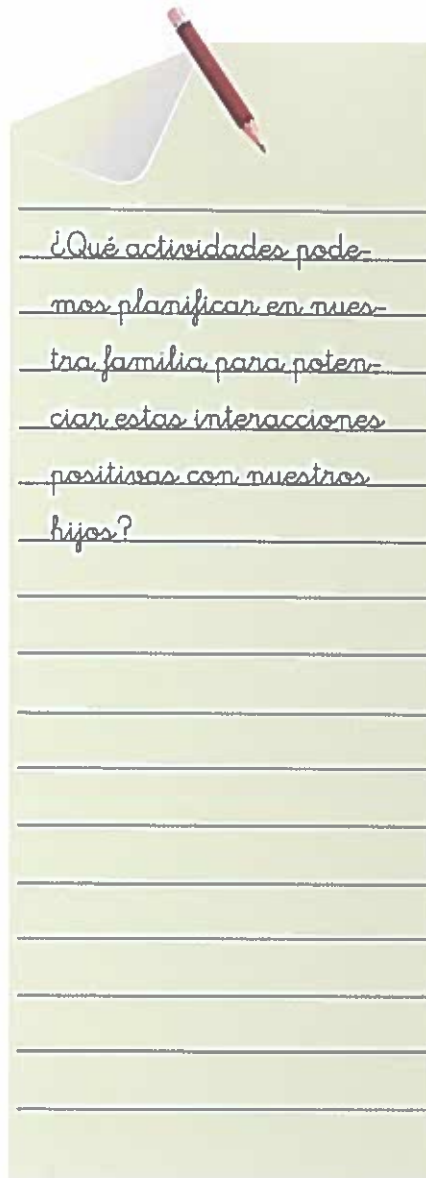 ¿Qué actividades pode-
mos planificar en nues-
tra familia para poten-
ciar estas interacciones
positivas con nuestros
hijos?